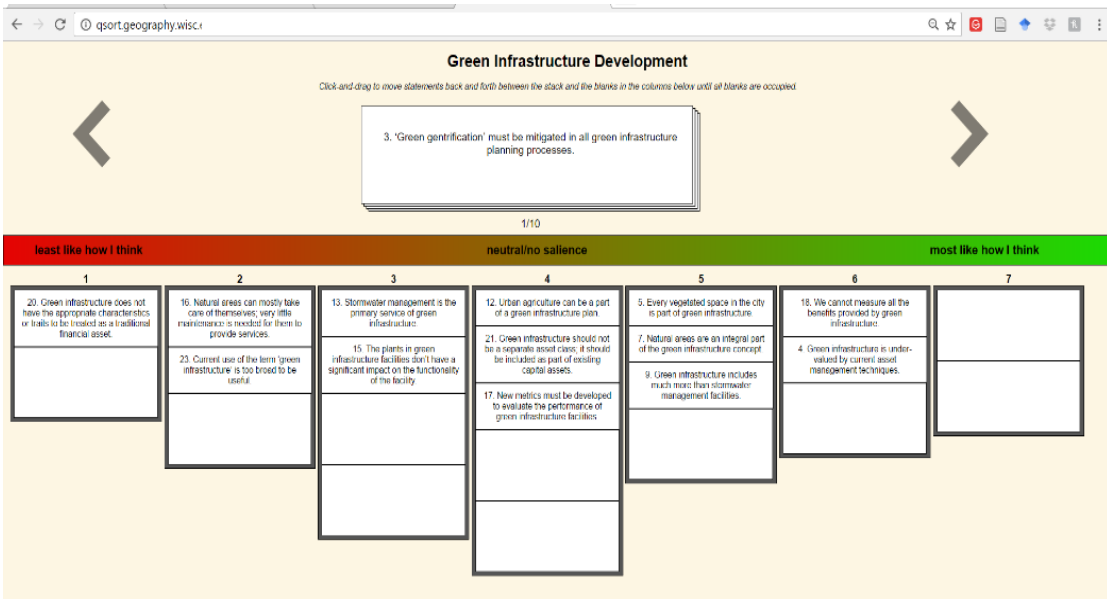 qsort.geography.wisc.e
Green Infrastructure Development
Click-and-drag to move statements back and forth between the stack and the blanks in the columns below until all blanks are occupied.
3. 'Green gentrification' must be mitigated in all green infrastructure
planning processes.
1/10
least like how I think
neutral/no salience
most like how I think
1
2
3
4
5
6
7
20. Green infrastructure does not
have the appropriate characteristics
or traits to be treated as a traditional
financial asset.
16. Natural areas can mostly take
care of themselves; very little
maintenance is needed for them to
provide services.
23. Current use of the term 'green
infrastructure' is too broad to be
useful.
13. Stormwater management is the
primary service of green
infrastructure.
15. The plants in green
infrastructure facilities don't have a
significant impact on the functionality
of the facility.
12. Urban agriculture can be a part
of a green infrastructure plan.
21. Green infrastructure should not
be a separate asset class; it should
be included as part of existing
capital assets.
17. New metrics must be developed
to evaluate the performance of
green infrastructure facilities.
5. Every vegetated space in the city
is part of green infrastructure.
7. Natural areas are an integral part
of the green infrastructure concept.
9. Green infrastructure includes
much more than stormwater
management facilities.
18. We cannot measure all the
benefits provided by green
infrastructure.
4. Green infrastructure is under-
valued by current asset
management techniques.